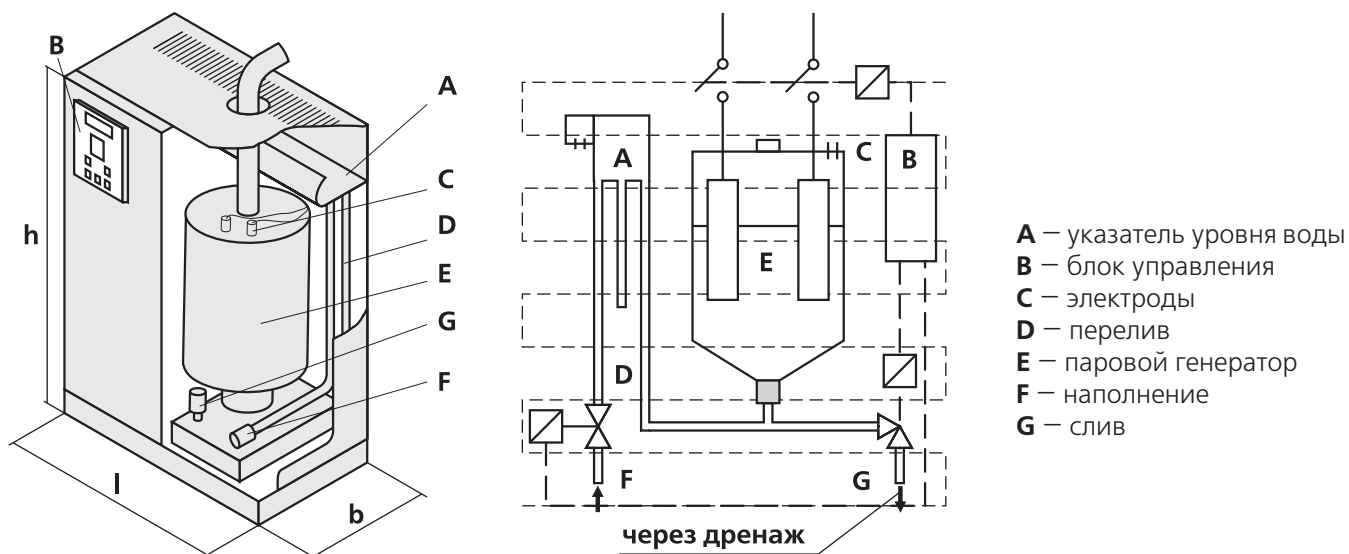 B
A
C
D
E
G
F
h
l
b
A
C
B
E
D
F
G
через дренаж
A — указатель уровня воды
B — блок управления
C — электроды
D — перелив
E — паровой генератор
F — наполнение
G — слив